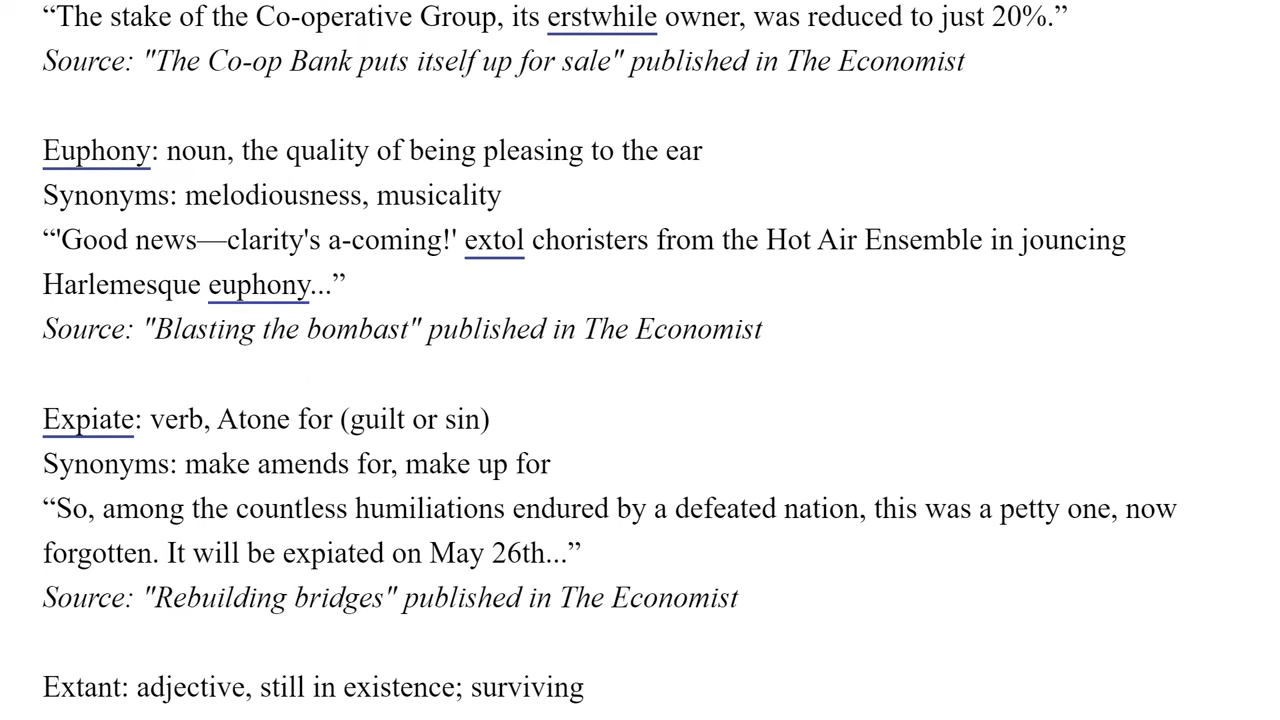 “The stake of the Co-operative Group, its erstwhile owner, was reduced to just 20%.”
Source: "The Co-op Bank puts itself up for sale" published in The Economist
Euphony: noun, the quality of being pleasing to the ear
Synonyms: melodiousness, musicality
“'Good news—clarity's a-coming!' extol choristers from the Hot Air Ensemble in jouncing
Harlemesque euphony...”
Source: "Blasting the bombast" published in The Economist
Expiate: verb, Atone for (guilt or sin)
Synonyms: make amends for, make up for
“So, among the countless humiliations endured by a defeated nation, this was a petty one, now
forgotten. It will be expiated on May 26th...”
Source: "Rebuilding bridges" published in The Economist
Extant: adjective, still in existence; surviving